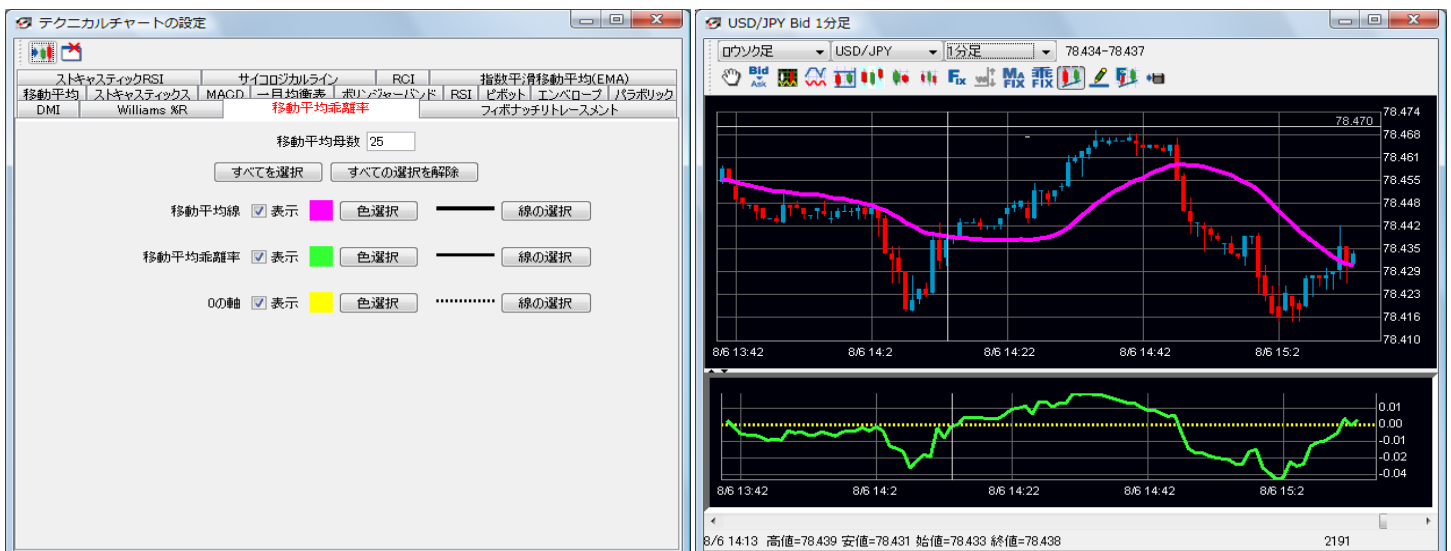 テクニカルチャートの設定
ストキャスティックRSI サイコロジカルライン RCI 指数平滑移動平均(EMA)
移動平均 ストキャスティックス MACD 一目均衡表 ボリンジャーバンド RSI ピボット エンベロープ パラボリック
DMI Williams %R 移動平均乖離率 フィボナッチリトレースメント
移動平均母数 25
すべてを選択 すべての選択を解除
移動平均線 表示 色選択 線の選択
移動平均乖離率 表示 色選択 線の選択
0の軸 表示 色選択 線の選択
USD/JPY Bid 1分足
ロウソク足 USD/JPY 1分足 78.434-78.437
Bid
Ask
Fix
MA
FIX
乖離
FIX
78.470
78.474
78.468
78.461
78.455
78.448
78.442
78.435
78.429
78.423
78.416
78.410
8/6 13:42 8/6 14:2 8/6 14:22 8/6 14:42 8/6 15:2
0.01
0.00
-0.01
-0.02
-0.04
8/6 13:42 8/6 14:2 8/6 14:22 8/6 14:42 8/6 15:2
8/6 14:13 高値=78.439 安値=78.431 始値=78.433 終値=78.438 2191